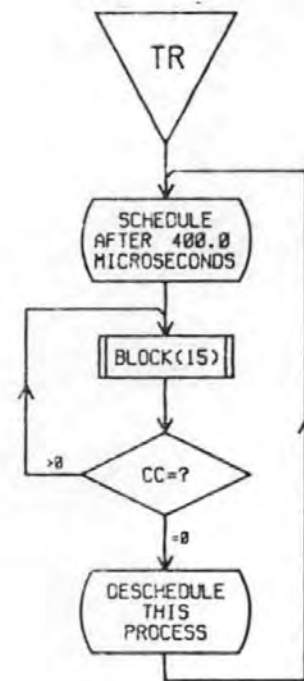 TR
SCHEDULE
AFTER 400.0
MICROSECONDS
BLOCK(15)
>0
CC=?
=0
DESCHEDULE
THIS
PROCESS